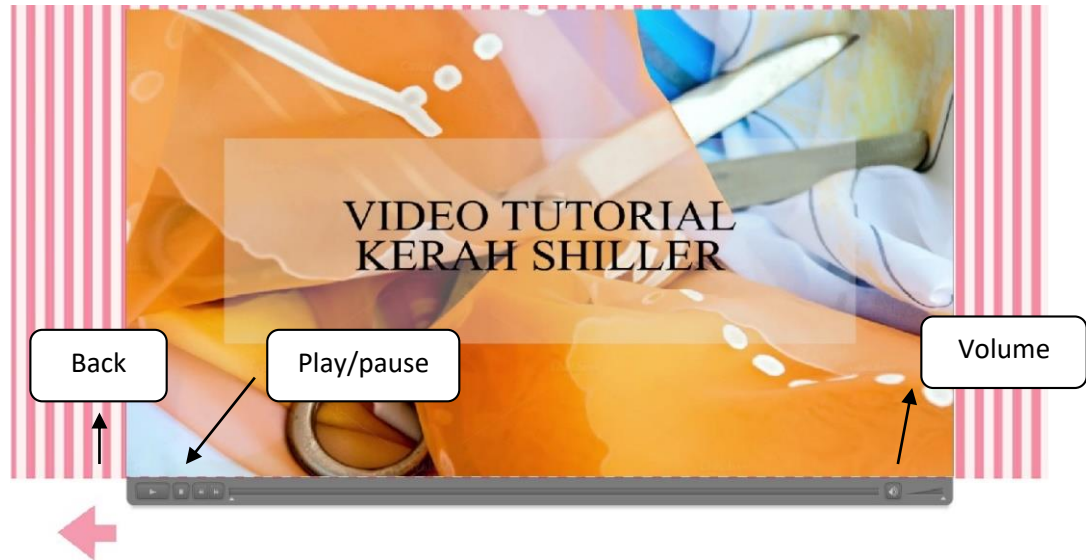 VIDEO TUTORIAL
KERAH SHILLER
Back
Play/pause
Volume